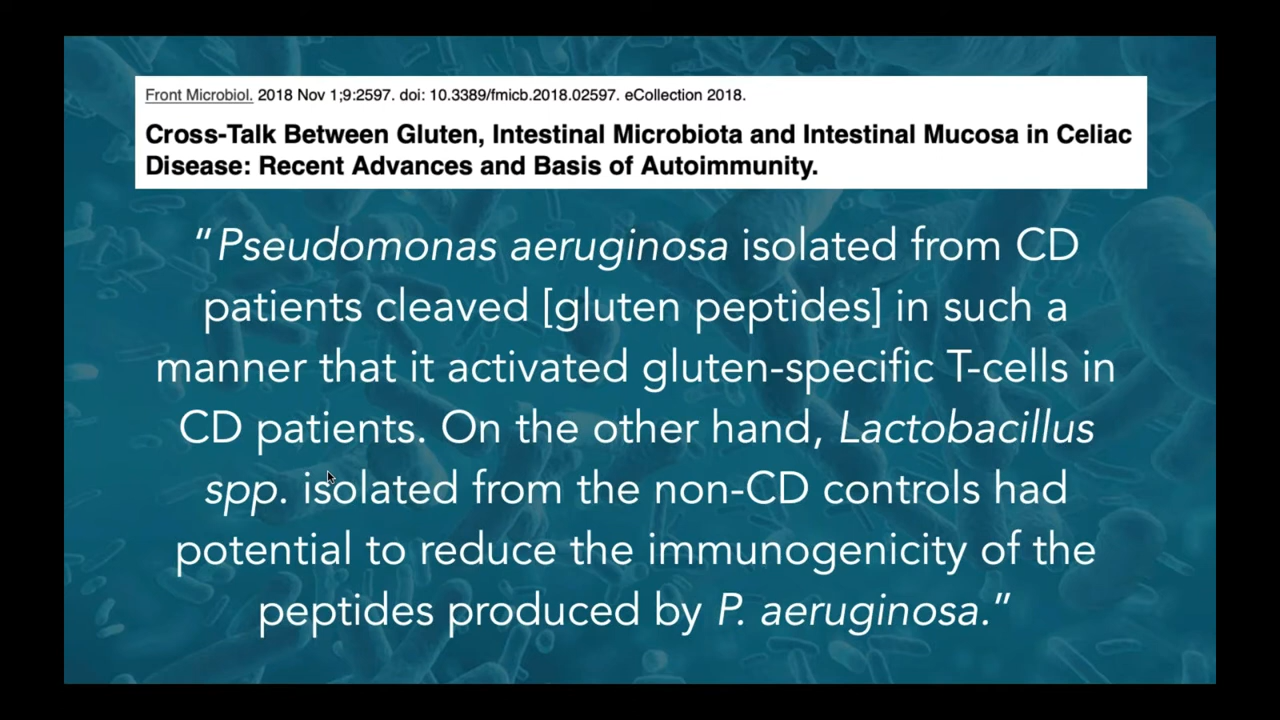 Front Microbiol. 2018 Nov 1;9:2597. doi: 10.3389/fmicb.2018.02597. eCollection 2018.
Cross-Talk Between Gluten, Intestinal Microbiota and Intestinal Mucosa in Celiac
Disease: Recent Advances and Basis of Autoimmunity.
“Pseudomonas aeruginosa isolated from CD
patients cleaved [gluten peptides] in such a
manner that it activated gluten-specific T-cells in
CD patients. On the other hand, Lactobacillus
spp. isolated from the non-CD controls had
potential to reduce the immunogenicity of the
peptides produced by P. aeruginosa.”